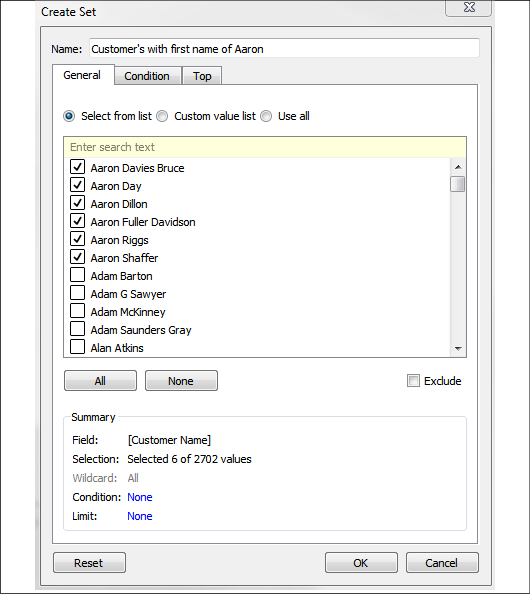 Create Set
Name: Customer's with first name of Aaron
General Condition Top
Select from list Custom value list Use all
Enter search text
Aaron Davies Bruce
Aaron Day
Aaron Dillon
Aaron Fuller Davidson
Aaron Riggs
Aaron Shaffer
Adam Barton
Adam G Sawyer
Adam McKinney
Adam Saunders Gray
Alan Atkins
All None Exclude
Summary
Field: [Customer Name]
Selection: Selected 6 of 2702 values
Wildcard: All
Condition: None
Limit: None
Reset OK Cancel